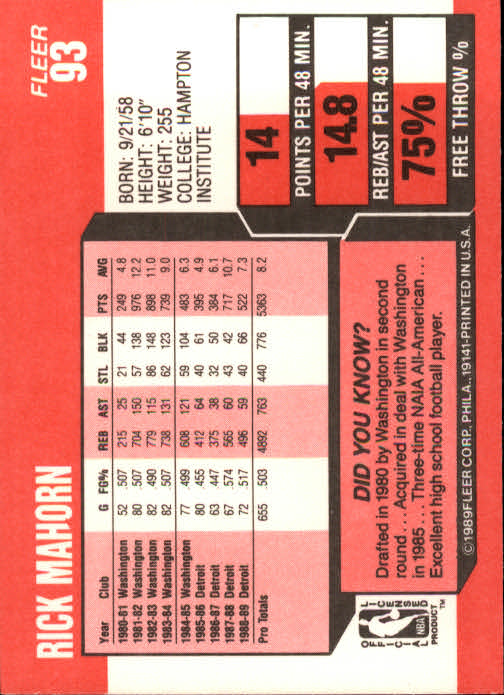 RICK MAHORN
FLEER
93
Year Club G FG% REB AST STL BLK PTS AVG
1980-81 Washington 52 .507 215 25 21 44 249 4.8
1981-82 Washington 80 .507 704 150 57 138 976 12.2
1982-83 Washington 82 .490 779 115 86 148 898 11.0
1983-84 Washington 82 .507 738 131 62 123 739 9.0
1984-85 Washington 77 .499 608 121 59 104 483 6.3
1985-86 Detroit 80 .455 412 64 40 61 395 4.9
1986-87 Detroit 63 .447 375 38 32 50 384 6.1
1987-88 Detroit 67 .574 565 60 43 42 717 10.7
1988-89 Detroit 72 .517 496 59 40 66 522 7.3
Pro Totals 655 .503 4892 763 440 776 5363 8.2
BORN: 9/21/58
HEIGHT: 6'10"
WEIGHT: 255
COLLEGE: HAMPTON
INSTITUTE
14
POINTS PER 48 MIN.
14.8
REB/AST PER 48 MIN.
75%
FREE THROW %
DID YOU KNOW?
Drafted in 1980 by Washington in second
round... Acquired in deal with Washington
in 1985... Three-time NAIA All-American...
Excellent high school football player.
OFFICIAL
LICENSED
NBA
PRODUCT
©1989 FLEER CORP., PHILA., 19141-PRINTED IN U.S.A.